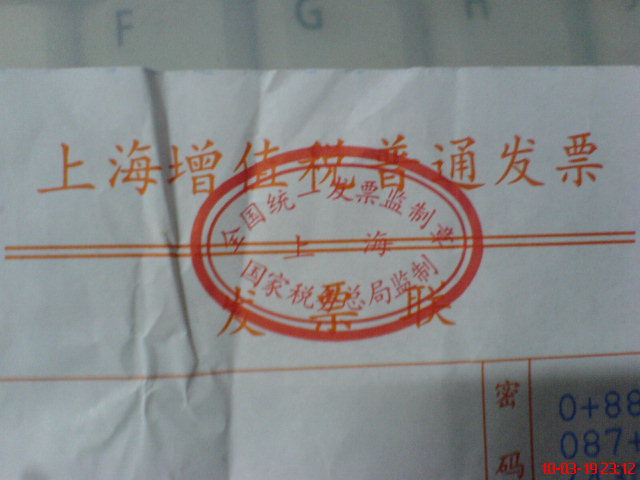 F G H
上海增值税普通发票
全国统一发票监制章
上海
国家税务总局监制
发票联
密码
0+88
087+
10-03-19 23:12